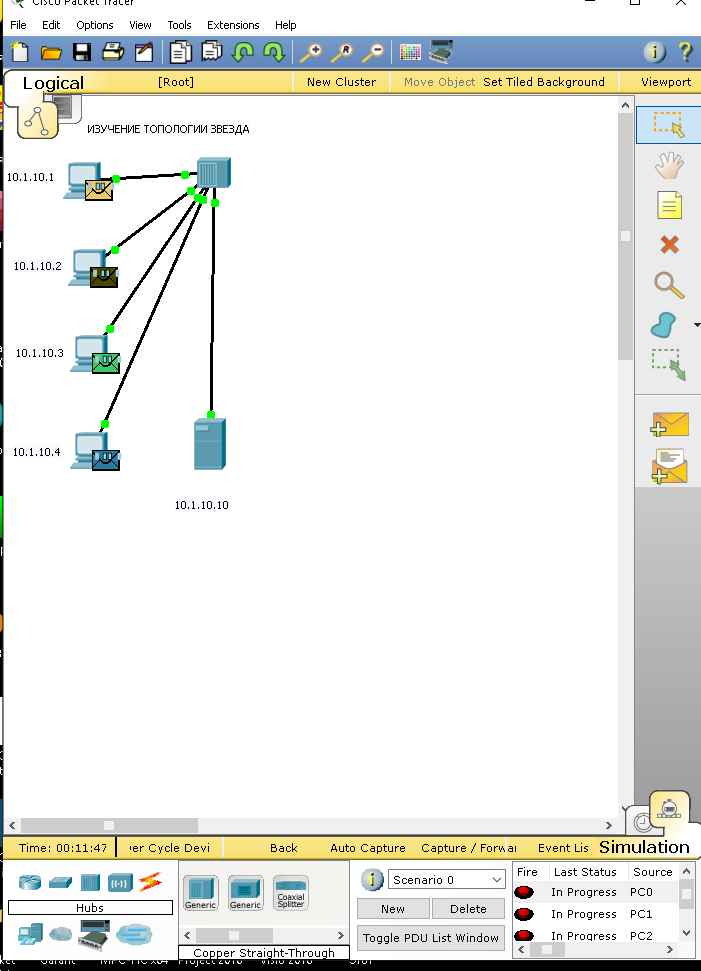 Cisco Packet Tracer
File Edit Options View Tools Extensions Help
Logical [Root] New Cluster Move Object Set Tiled Background Viewport
ИЗУЧЕНИЕ ТОПОЛОГИИ ЗВЕЗДА
10.1.10.1
10.1.10.2
10.1.10.3
10.1.10.4
10.1.10.10
Time: 00:11:47 er Cycle Devi Back Auto Capture Capture / Forwa Event Lis Simulation
Scenario 0
Fire Last Status Source
In Progress PC0
In Progress PC1
In Progress PC2
Generic Generic Coaxial Splitter
Hubs
New Delete
Toggle PDU List Window
Copper Straight-Through